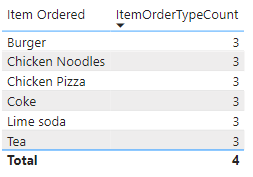 Item Ordered ItemOrderTypeCount
Burger 3
Chicken Noodles 3
Chicken Pizza 3
Coke 3
Lime soda 3
Tea 3
Total 4